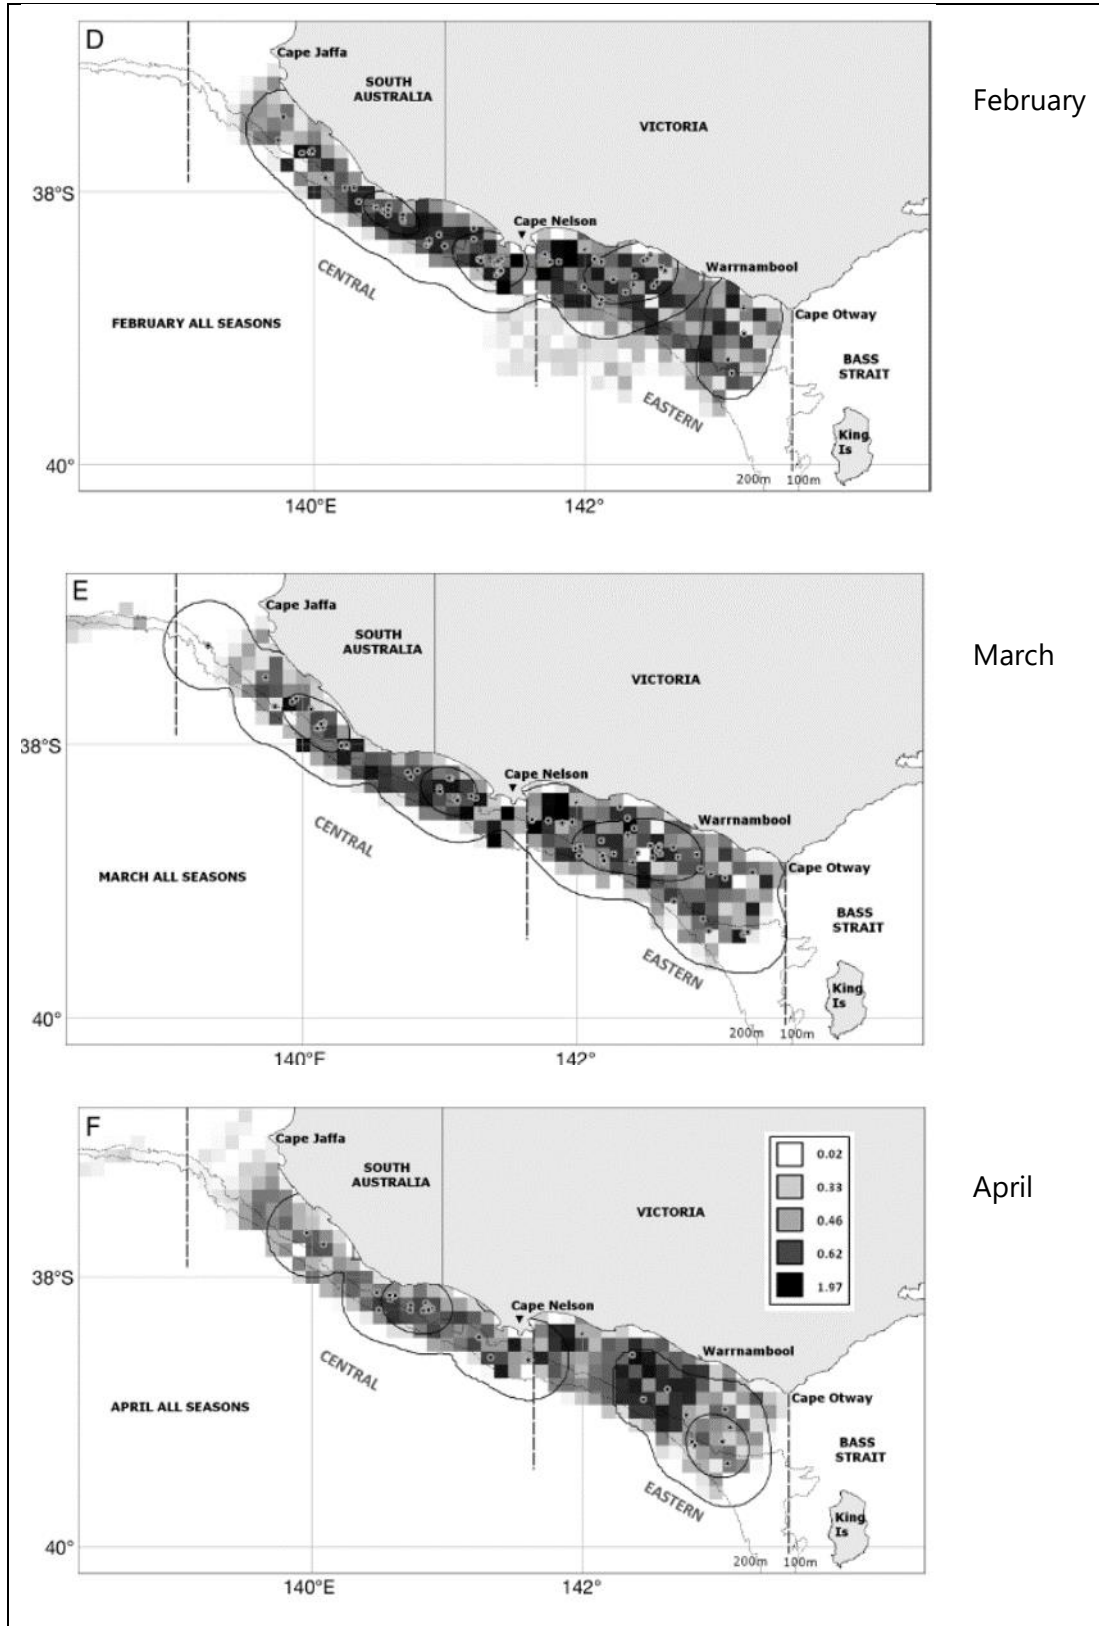 D
Cape Jaffa
SOUTH
AUSTRALIA
VICTORIA
February
38°S
Cape Nelson
CENTRAL
Warrnambool
FEBRUARY ALL SEASONS
Cape Otway
BASS
STRAIT
EASTERN
King
Is
40°
200m 100m
140°E
142°
E
Cape Jaffa
SOUTH
AUSTRALIA
VICTORIA
March
38°S
Cape Nelson
CENTRAL
Warrnambool
MARCH ALL SEASONS
Cape Otway
BASS
STRAIT
EASTERN
King
Is
40°
200m 100m
140°E
142°
F
Cape Jaffa
SOUTH
AUSTRALIA
VICTORIA
0.02
0.33
0.46
0.62
1.97
April
38°S
Cape Nelson
CENTRAL
Warrnambool
APRIL ALL SEASONS
Cape Otway
BASS
STRAIT
EASTERN
King
Is
40°
200m 100m
140°E
142°